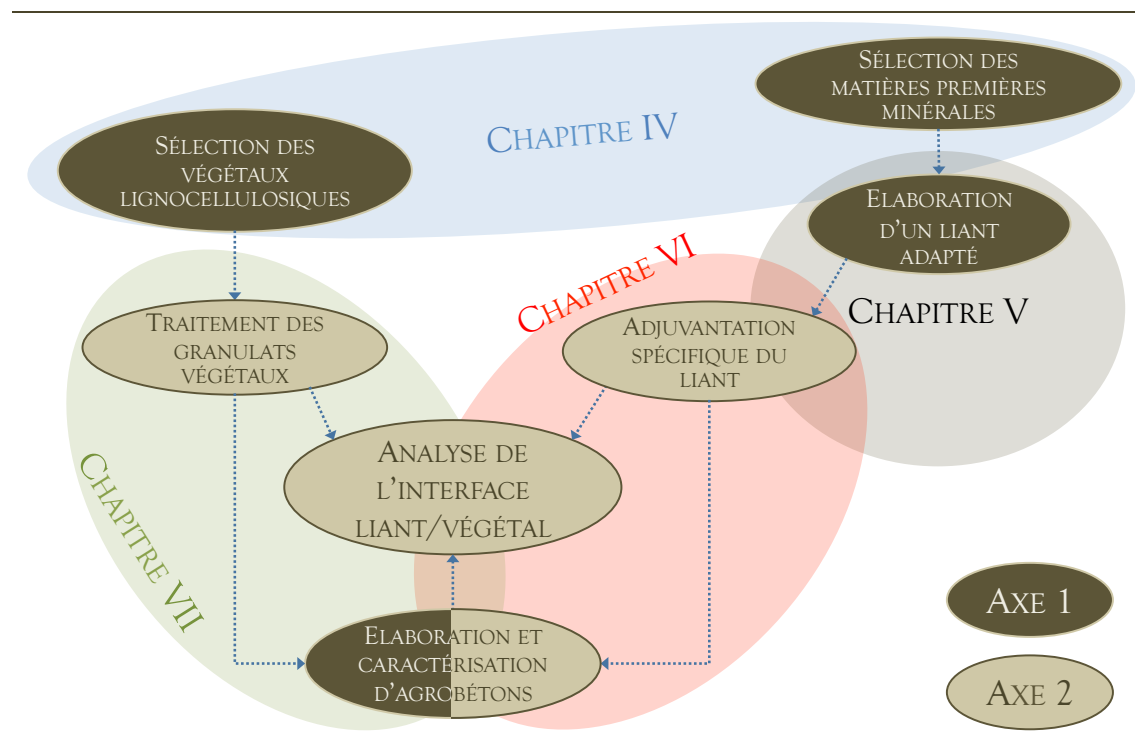 SÉLECTION DES
MATIÈRES PREMIÈRES
MINÉRALES
CHAPITRE IV
SÉLECTION DES
VÉGÉTAUX
LIGNOCELLULOSIQUES
ELABORATION
D'UN LIANT
ADAPTÉ
CHAPITRE VI
CHAPITRE V
TRAITEMENT DES
GRANULATS
VÉGÉTAUX
ADJUVANTATION
SPÉCIFIQUE DU
LIANT
ANALYSE DE
L'INTERFACE
LIANT/VÉGÉTAL
CHAPITRE VII
ELABORATION ET
CARACTÉRISATION
D'AGROBÉTONS
AXE 1
AXE 2